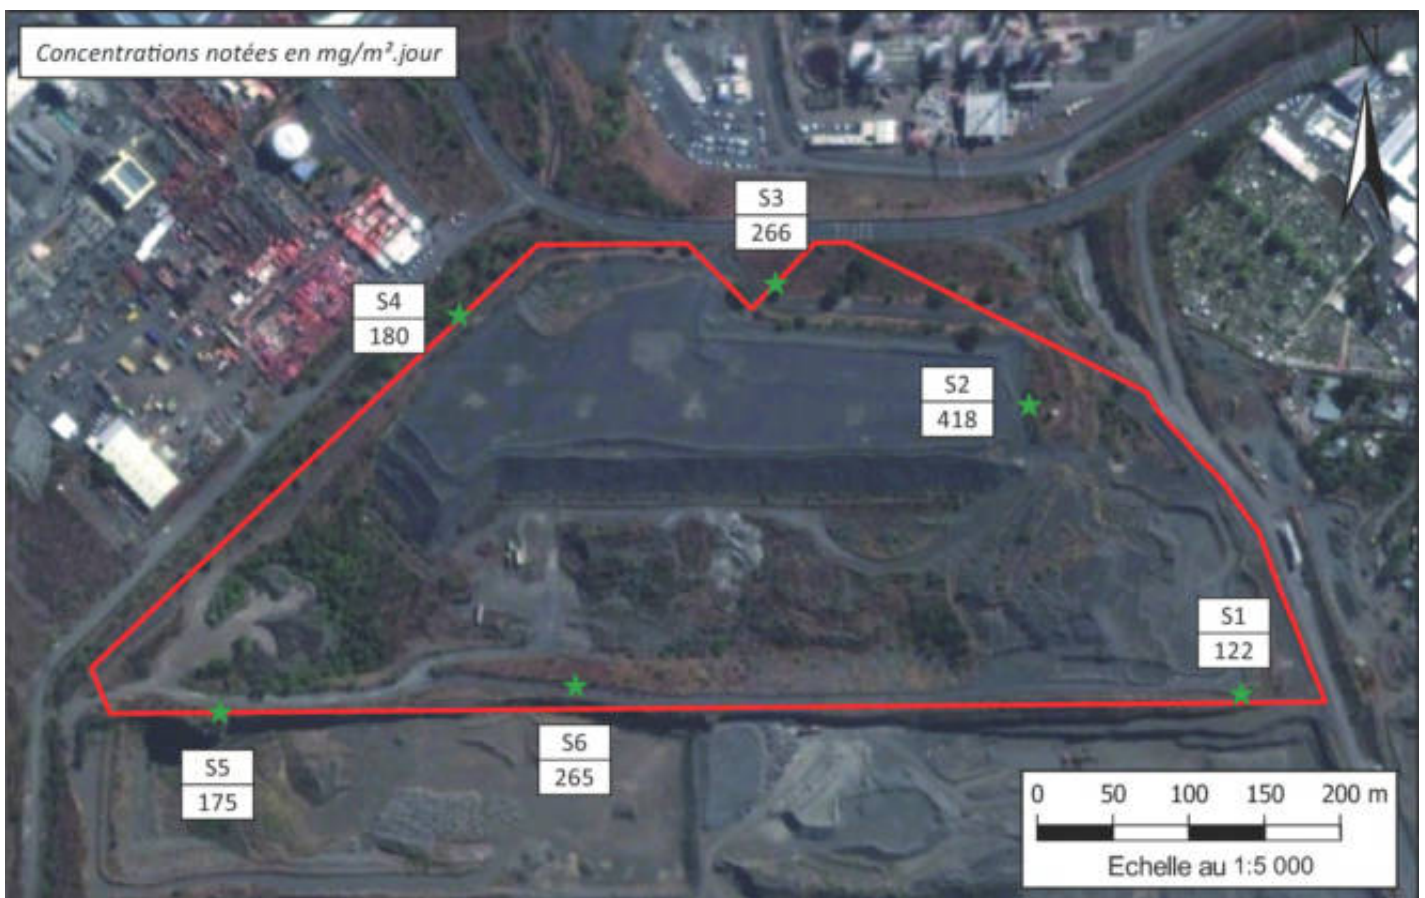 Concentrations notées en mg/m².jour
N
S3
266
S4
180
S2
418
S1
122
S6
265
S5
175
0 50 100 150 200 m
Echelle au 1:5 000